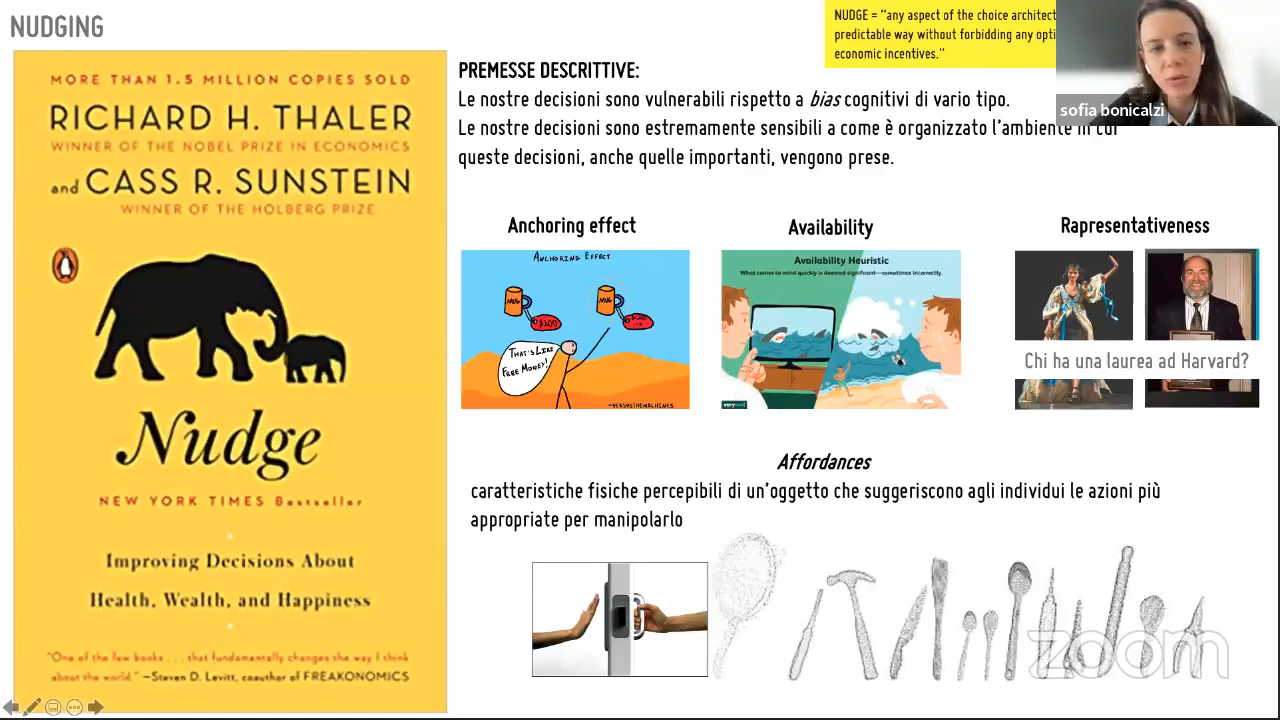 NUDGING
MORE THAN 1.5 MILLION COPIES SOLD
RICHARD H. THALER
WINNER OF THE NOBEL PRIZE IN ECONOMICS
and CASS R. SUNSTEIN
WINNER OF THE HOLBERG PRIZE
Nudge
NEW YORK TIMES Bestseller
Improving Decisions About
Health, Wealth, and Happiness
"One of the few books . . . that fundamentally changes the way I think
about the world." —Steven D. Levitt, coauthor of FREAKONOMICS
NUDGE = “any aspect of the choice architect
predictable way without forbidding any opti
economic incentives.”
sofia bonicalzi
PREMESSE DESCRITTIVE:
Le nostre decisioni sono vulnerabili rispetto a bias cognitivi di vario tipo.
Le nostre decisioni sono estremamente sensibili a come è organizzato l’ambiente in cui
queste decisioni, anche quelle importanti, vengono prese.
Anchoring effect
Availability
Rapresentativeness
ANCHORING EFFECT
MUG
MUG
$300
THAT'S LIKE
FREE MONEY!
-VERSUSTHEMACHINES
Availability Heuristic
What comes to mind quickly is deemed significant—sometimes incorrectly.
verywell
Chi ha una laurea ad Harvard?
Affordances
caratteristiche fisiche percepibili di un’oggetto che suggeriscono agli individui le azioni più
appropriate per manipolarlo
zoom